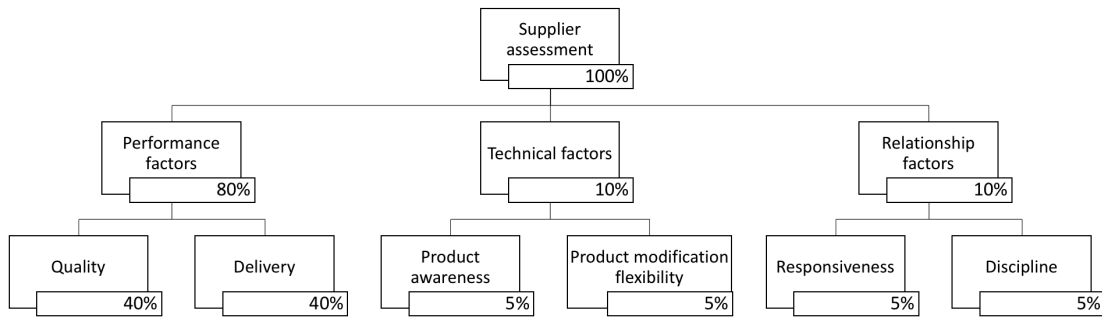 Supplier
assessment
100%
Performance
factors
80%
Technical factors
10%
Relationship
factors
10%
Quality
40%
Delivery
40%
Product
awareness
5%
Product modification
flexibility
5%
Responsiveness
5%
Discipline
5%